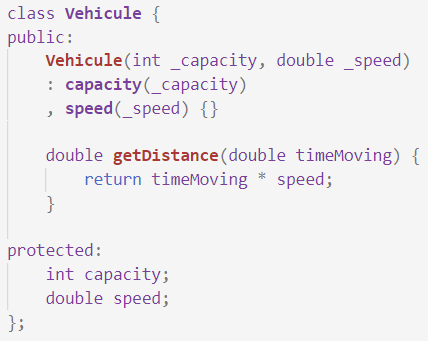 class Vehicule {
public:
    Vehicule(int _capacity, double _speed)
    : capacity(_capacity)
    , speed(_speed) {}

    double getDistance(double timeMoving) {
        return timeMoving * speed;
    }

protected:
    int capacity;
    double speed;
};